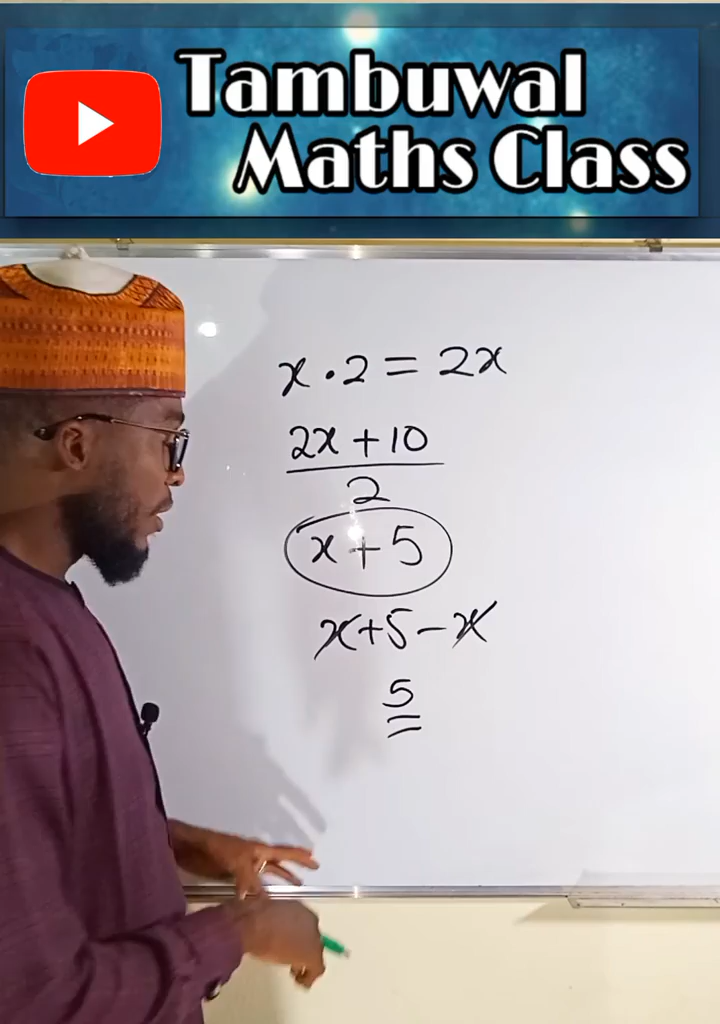 Tambuwal
Maths Class
x · 2 = 2x
2x + 10
2
x + 5
x + 5 - x
5